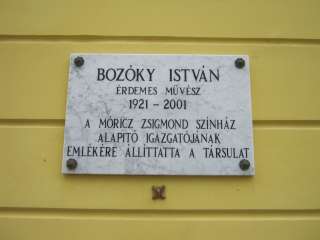 BOZÓKY ISTVÁN
ÉRDEMES MŰVÉSZ
1921 - 2001
A MÓRICZ ZSIGMOND SZÍNHÁZ
ALAPÍTÓ IGAZGATÓJÁNAK
EMLÉKÉRE ÁLLÍTTATTA A TÁRSULAT